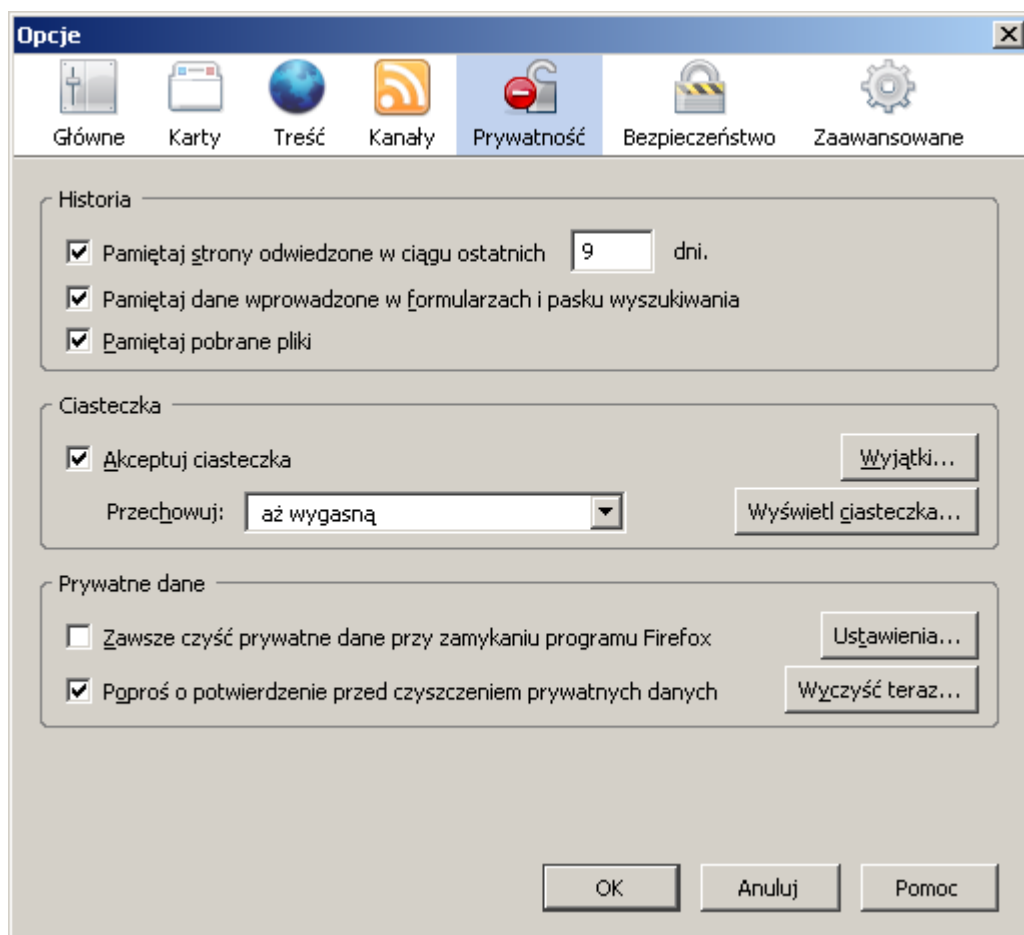 Opcje
Główne Karty Treść Kanały Prywatność Bezpieczeństwo Zaawansowane
Historia
Pamiętaj strony odwiedzone w ciągu ostatnich 9 dni.
Pamiętaj dane wprowadzone w formularzach i pasku wyszukiwania
Pamiętaj pobrane pliki
Ciasteczka
Akceptuj ciasteczka Wyjątki...
Przechowuj: aż wygasną Wyświetl ciasteczka...
Prywatne dane
Zawsze czyść prywatne dane przy zamykaniu programu Firefox Ustawienia...
Poproś o potwierdzenie przed czyszczeniem prywatnych danych Wyczyść teraz...
OK Anuluj Pomoc